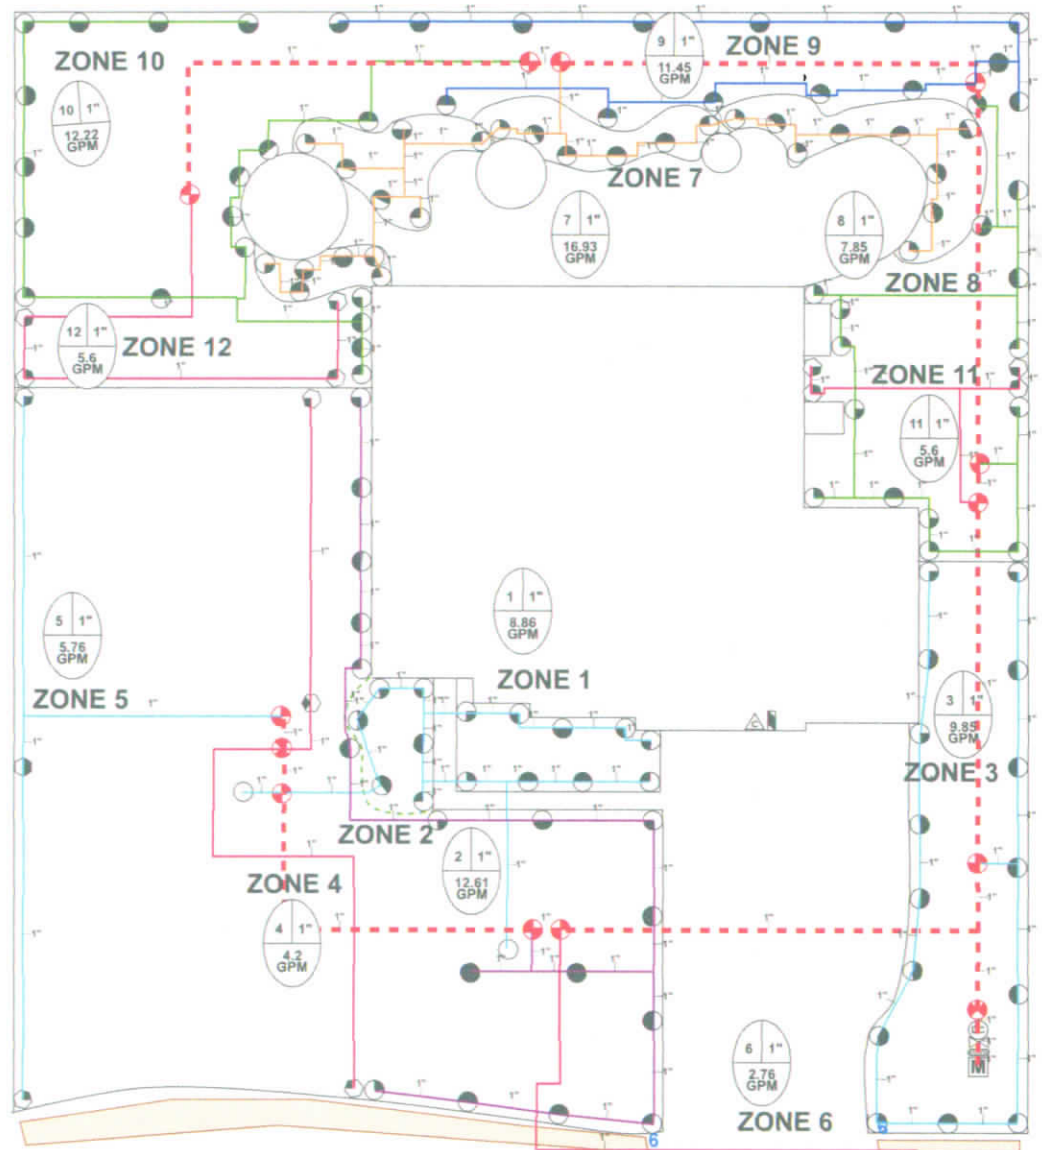 ZONE 10
9 1"
11.45
GPM
ZONE 9
10 1"
12.22
GPM
ZONE 7
7 1"
16.93
GPM
8 1"
7.85
GPM
ZONE 8
12 1"
5.6
GPM
ZONE 12
ZONE 11
11 1"
5.6
GPM
5 1"
5.76
GPM
ZONE 5
1 1"
8.86
GPM
ZONE 1
3 1"
9.85
GPM
ZONE 3
C
ZONE 2
2 1"
12.61
GPM
ZONE 4
4 1"
4.2
GPM
6 1"
2.76
GPM
ZONE 6
M
6